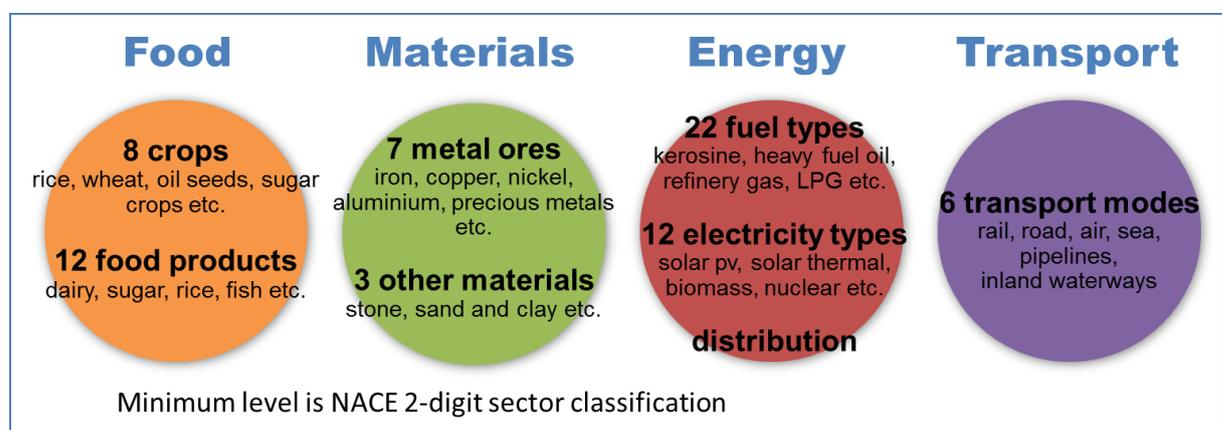 Food
8 crops
rice, wheat, oil seeds, sugar
crops etc.
12 food products
dairy, sugar, rice, fish etc.
Materials
7 metal ores
iron, copper, nickel,
aluminium, precious metals
etc.
3 other materials
stone, sand and clay etc.
Energy
22 fuel types
kerosine, heavy fuel oil,
refinery gas, LPG etc.
12 electricity types
solar pv, solar thermal,
biomass, nuclear etc.
distribution
Transport
6 transport modes
rail, road, air, sea,
pipelines,
inland waterways
Minimum level is NACE 2-digit sector classification